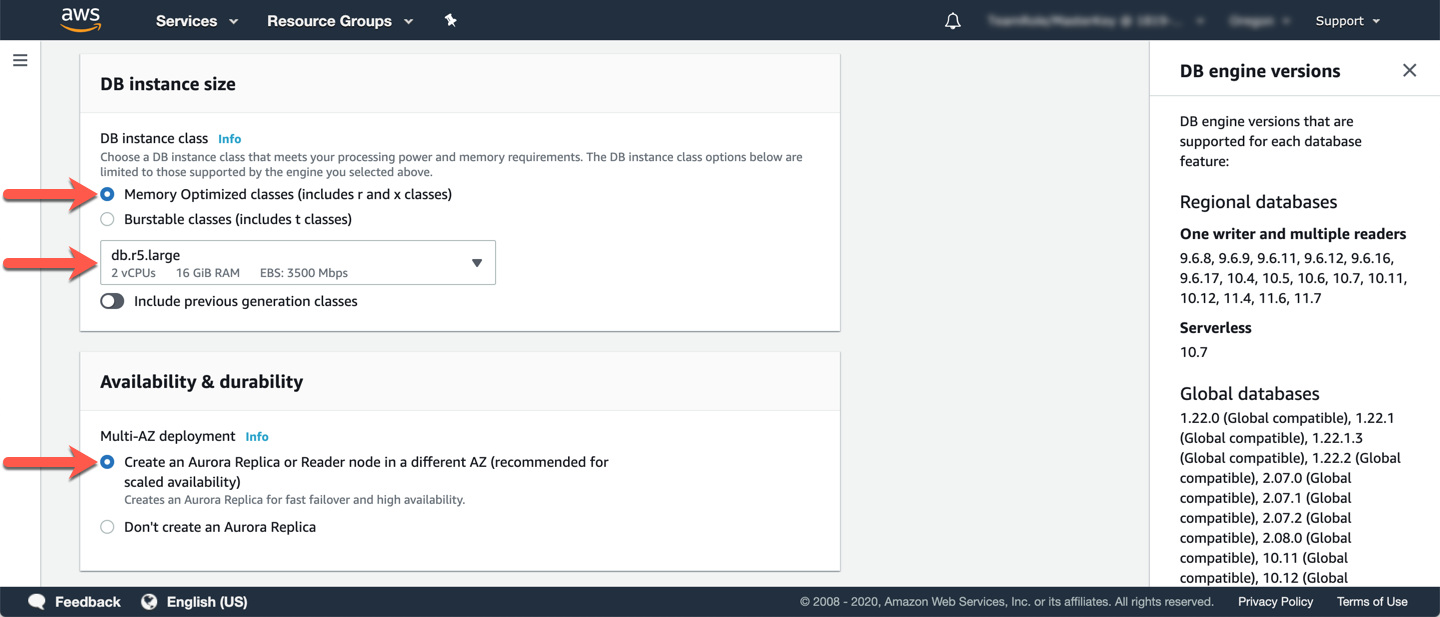 aws
Services
Resource Groups
Support
DB instance size
DB instance class Info
Choose a DB instance class that meets your processing power and memory requirements. The DB instance class options below are
limited to those supported by the engine you selected above.
Memory Optimized classes (includes r and x classes)
Burstable classes (includes t classes)
db.r5.large
2 vCPUs 16 GiB RAM EBS: 3500 Mbps
Include previous generation classes
Availability & durability
Multi-AZ deployment Info
Create an Aurora Replica or Reader node in a different AZ (recommended for
scaled availability)
Creates an Aurora Replica for fast failover and high availability.
Don't create an Aurora Replica
DB engine versions
DB engine versions that are
supported for each database
feature:
Regional databases
One writer and multiple readers
9.6.8, 9.6.9, 9.6.11, 9.6.12, 9.6.16,
9.6.17, 10.4, 10.5, 10.6, 10.7, 10.11,
10.12, 11.4, 11.6, 11.7
Serverless
10.7
Global databases
1.22.0 (Global compatible), 1.22.1
(Global compatible), 1.22.1.3
(Global compatible), 1.22.2 (Global
compatible), 2.07.0 (Global
compatible), 2.07.1 (Global
compatible), 2.07.2 (Global
compatible), 2.08.0 (Global
compatible), 10.11 (Global
compatible), 10.12 (Global
Feedback
English (US)
© 2008 - 2020, Amazon Web Services, Inc. or its affiliates. All rights reserved.
Privacy Policy
Terms of Use